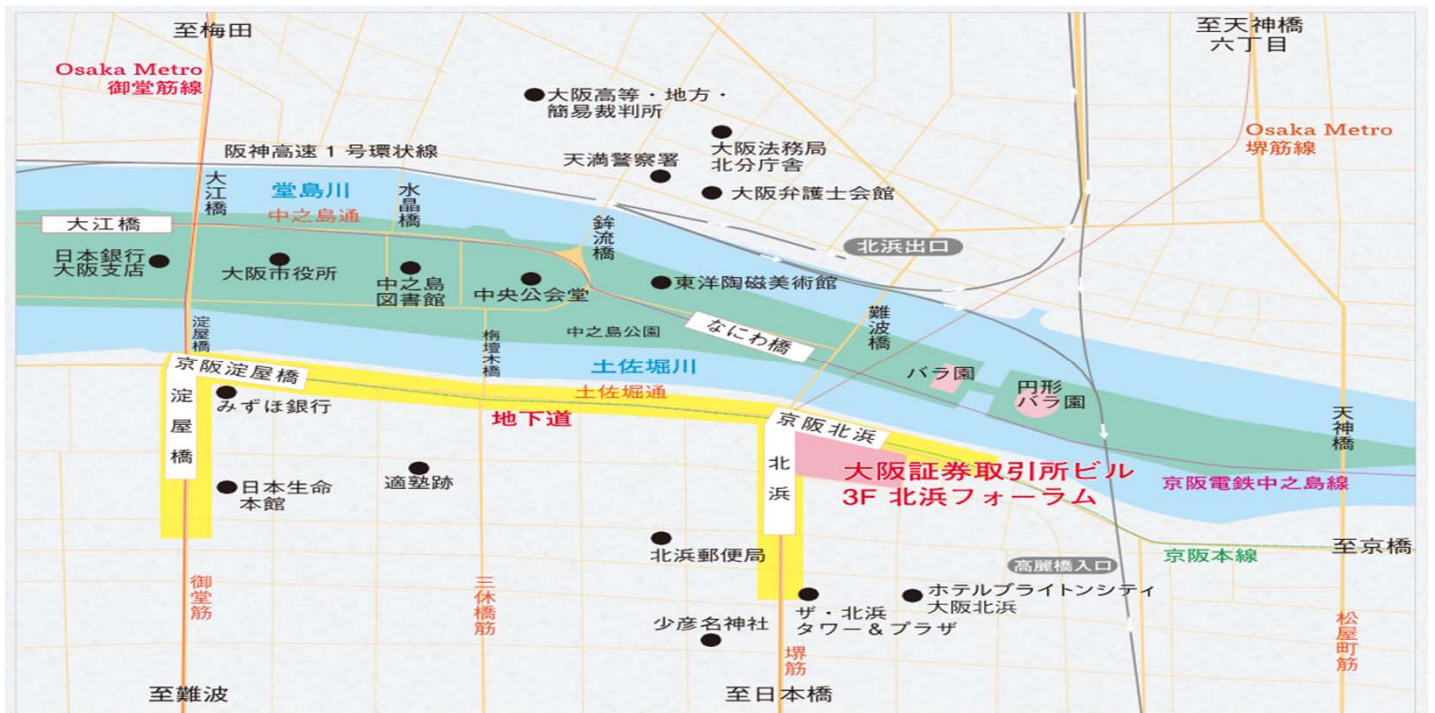 至梅田
至天神橋
六丁目
Osaka Metro
御堂筋線
大阪高等・地方・
簡易裁判所
Osaka Metro
堺筋線
大阪法務局
北分庁舎
阪神高速1号環状線
天満警察署
大阪弁護士会館
大江橋
堂島川
水晶橋
中之島通
大江橋
鉾流橋
北浜出口
日本銀行
大阪支店
大阪市役所
中之島
図書館
中央公会堂
東洋陶磁美術館
難波橋
淀屋橋
栴壇木橋
中之島公園
なにわ橋
京阪淀屋橋
土佐堀川
バラ園
円形
バラ園
淀屋橋
みずほ銀行
土佐堀通
地下道
京阪北浜
天神橋
北浜
大阪証券取引所ビル
3F 北浜フォーラム
適塾跡
日本生命
本館
京阪電鉄中之島線
北浜郵便局
京阪本線
至京橋
高麗橋入口
御堂筋
三休橋筋
ザ・北浜
タワー&プラザ
ホテルブライトンシティ
大阪北浜
少彦名神社
堺筋
松屋町筋
至難波
至日本橋